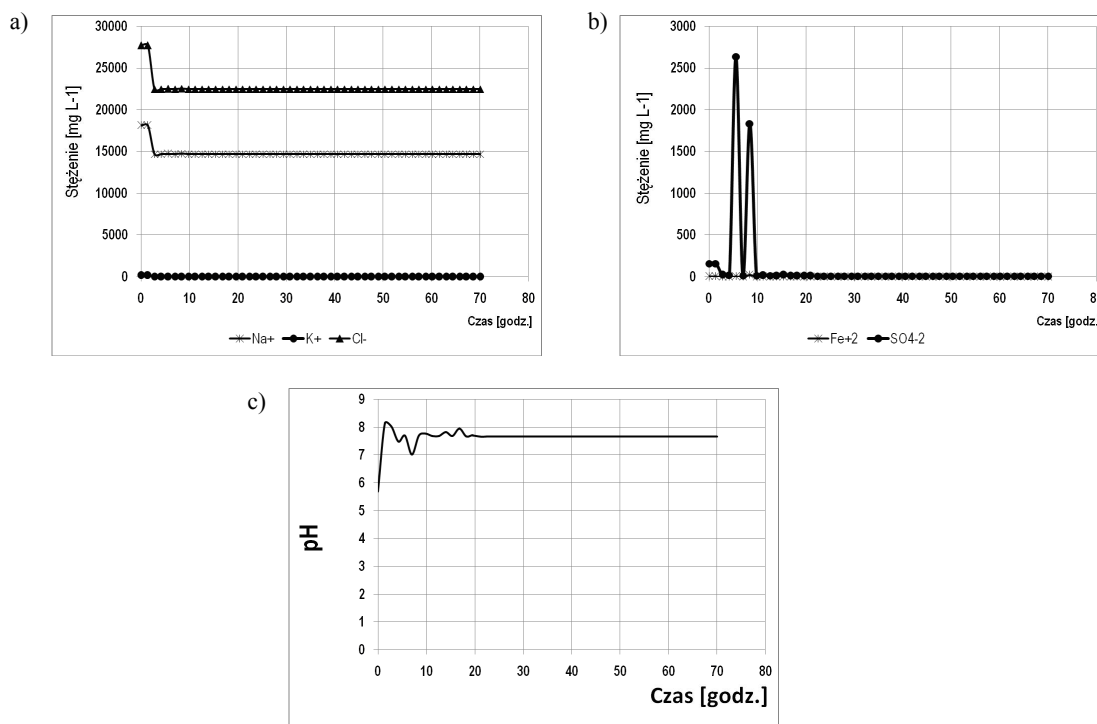 a)
Stężenie [mg L-1]
30000
25000
20000
15000
10000
5000
0
0 10 20 30 40 50 60 70 80
Czas [godz.]
Na+ K+ Cl-
b)
Stężenie [mg L-1]
3000
2500
2000
1500
1000
500
0
0 10 20 30 40 50 60 70 80
Czas [godz.]
Fe+2 SO4-2
c)
pH
9
8
7
6
5
4
3
2
1
0
0 10 20 30 40 50 60 70 80
Czas [godz.]